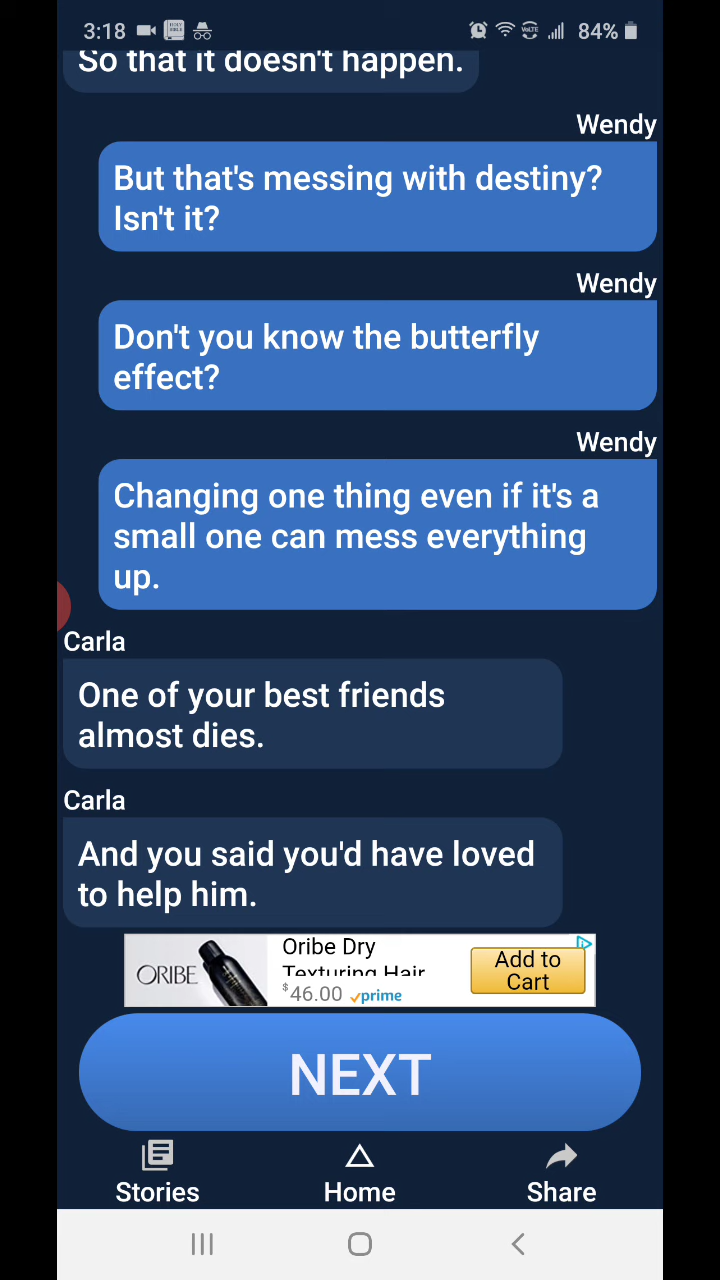 3:18
84%
So that it doesn't happen.
Wendy
But that's messing with destiny?
Isn't it?
Wendy
Don't you know the butterfly
effect?
Wendy
Changing one thing even if it's a
small one can mess everything
up.
Carla
One of your best friends
almost dies.
Carla
And you said you'd have loved
to help him.
ORIBE
Oribe Dry
Texturing Hair
$46.00 prime
Add to
Cart
NEXT
Stories Home Share